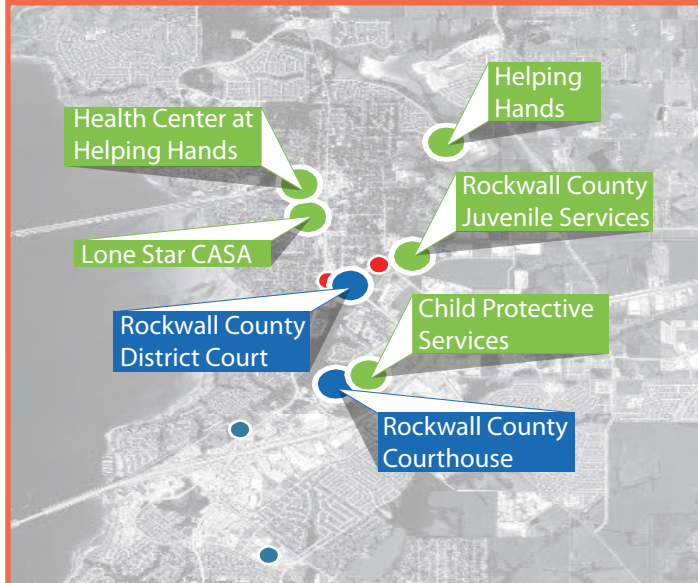 Helping
Hands
Health Center at
Helping Hands
Rockwall County
Juvenile Services
Lone Star CASA
Child Protective
Services
Rockwall County
District Court
Rockwall County
Courthouse